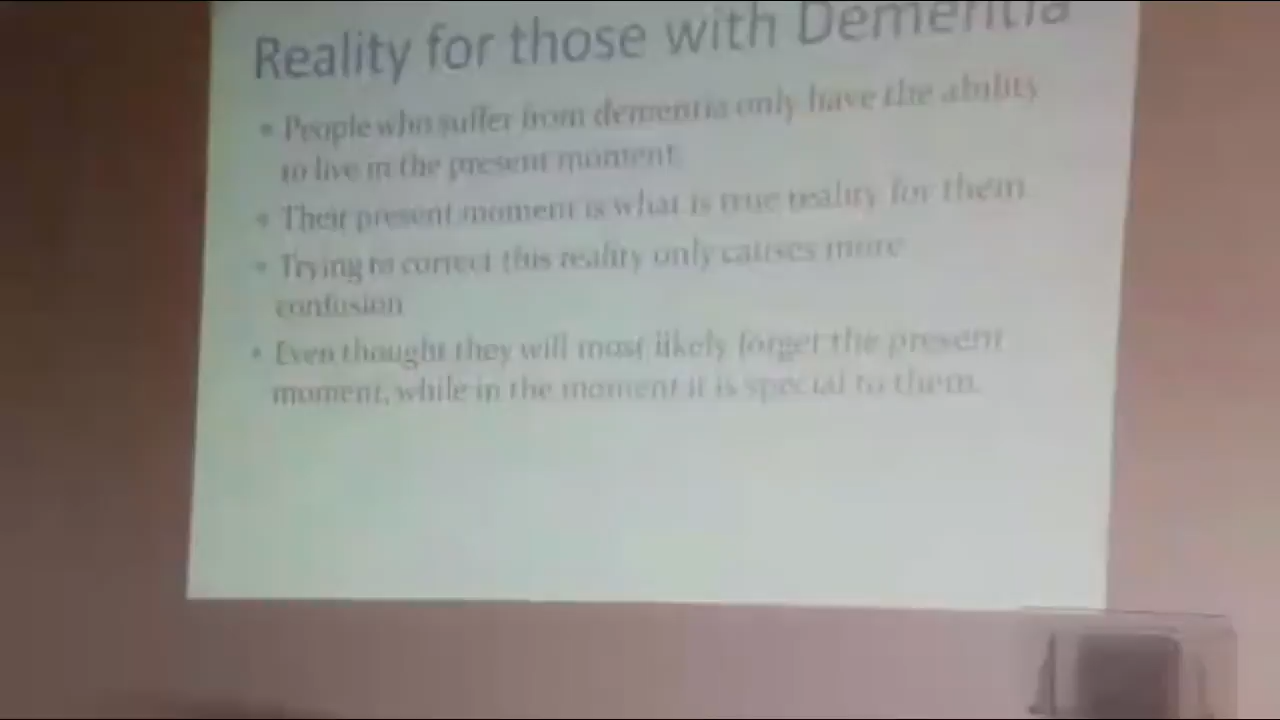 Reality for those with Dementia
• People who suffer from dementia only have the ability
to live in the present moment.
• Their present moment is what is true reality for them
• Trying to correct this reality only causes more
confusion
• Even thought they will most likely forget the present
moment, while in the moment it is special to them.